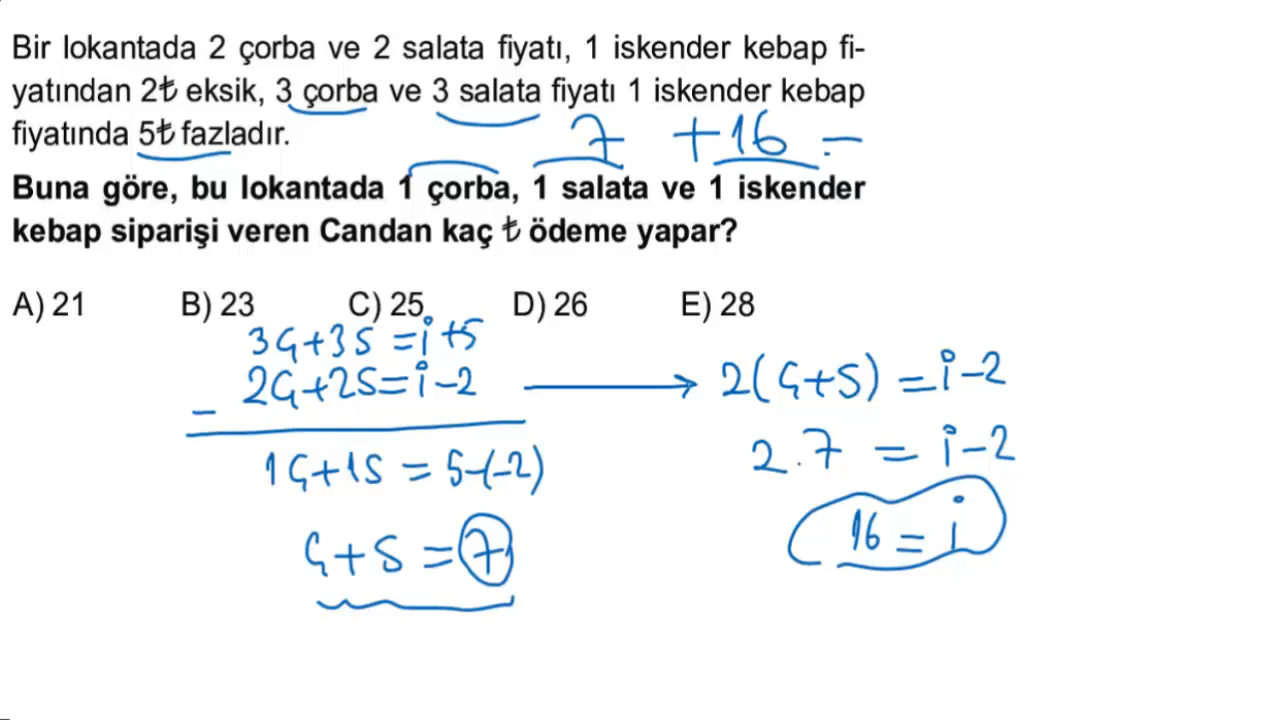 Bir lokantada 2 çorba ve 2 salata fiyatı, 1 iskender kebap fi-
yatından 2₺ eksik, 3 çorba ve 3 salata fiyatı 1 iskender kebap
fiyatında 5₺ fazladır.
7 +16 =
Buna göre, bu lokantada 1 çorba, 1 salata ve 1 iskender
kebap siparişi veren Candan kaç ₺ ödeme yapar?
A) 21 B) 23 C) 25 D) 26 E) 28
3Ç+3S = i+5
2Ç+2S = i-2
-
1Ç+1S = 5-(-2)
Ç+S = 7
2(Ç+S) = i-2
2.7 = i-2
16 = i